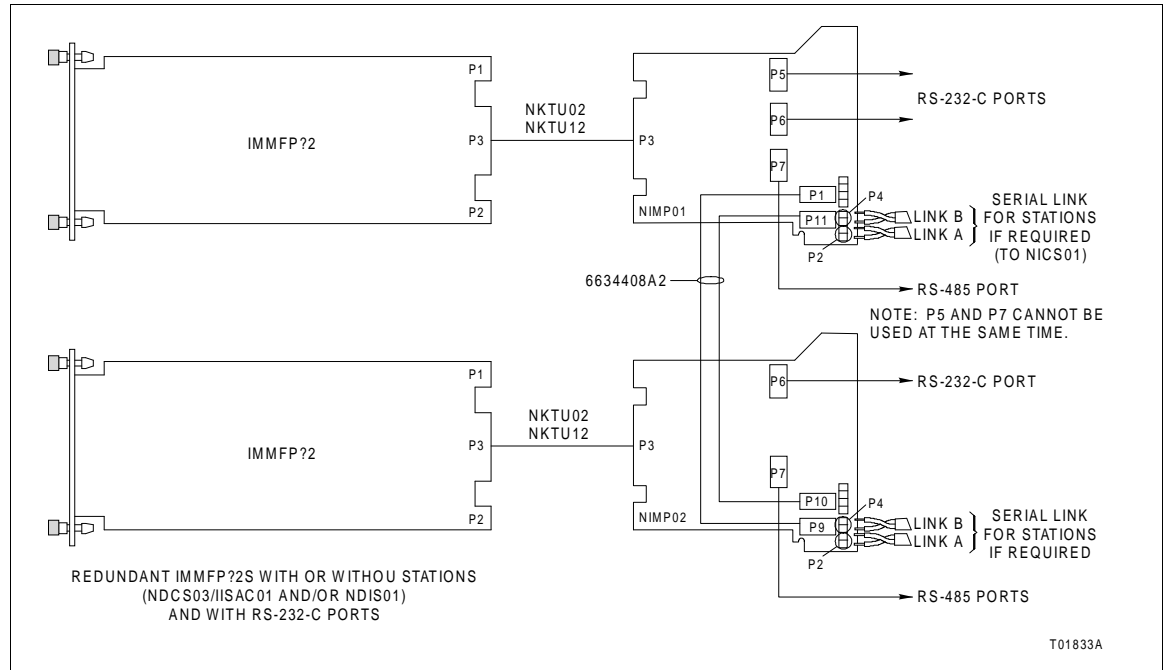 P1
P5
RS-232-C PORTS
NKTU02
NKTU12
P6
IMMFP?2
P3
P3
P7
P1
P4
SERIAL LINK
FOR STATIONS
IF REQUIRED
(TO NICS01)
P2
NIMP01
P11
LINK B
LINK A
P2
6634408A2
RS-485 PORT
NOTE: P5 AND P7 CANNOT BE
USED AT THE SAME TIME.
P1
P6
RS-232-C PORT
NKTU02
NKTU12
IMMFP?2
P3
P3
P7
P10
P4
P2
NIMP02
P9
LINK B
LINK A
SERIAL LINK
FOR STATIONS
IF REQUIRED
P2
REDUNDANT IMMFP?2S WITH OR WITHOU STATIONS
(NDCS03/IISAC01 AND/OR NDIS01)
AND WITH RS-232-C PORTS
RS-485 PORTS
T01833A